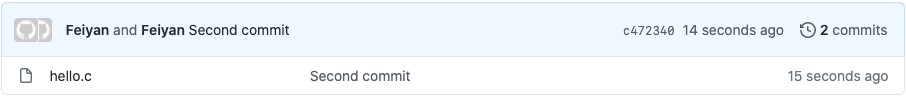 Feiyan and Feiyan Second commit c472340 14 seconds ago 2 commits
hello.c Second commit 15 seconds ago